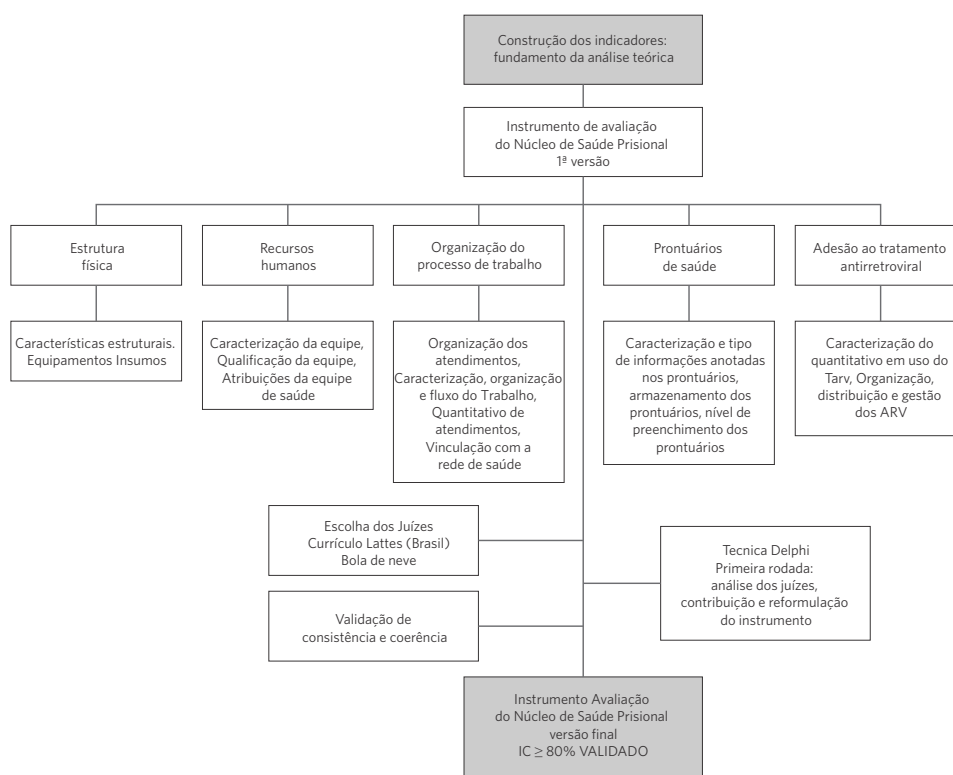 Construção dos indicadores:
fundamento da análise teórica
Instrumento de avaliação
do Núcleo de Saúde Prisional
1ª versão
Estrutura
física
Recursos
humanos
Organização do
processo de trabalho
Prontuários
de saúde
Adesão ao tratamento
antirretroviral
Características estruturais.
Equipamentos Insumos
Caracterização da equipe,
Qualificação da equipe,
Atribuições da equipe
de saúde
Organização dos
atendimentos,
Caracterização, organização
e fluxo do Trabalho,
Quantitativo de
atendimentos,
Vinculação com a
rede de saúde
Caracterização e tipo
de informações anotadas
nos prontuários,
armazenamento dos
prontuários, nível de
preenchimento dos
prontuários
Caracterização do
quantitativo em uso do
Tarv, Organização,
distribuição e gestão
dos ARV
Escolha dos Juízes
Currículo Lattes (Brasil)
Bola de neve
Tecnica Delphi
Primeira rodada:
análise dos juízes,
contribuição e reformulação
do instrumento
Validação de
consistência e coerência
Instrumento Avaliação
do Núcleo de Saúde Prisional
versão final
IC ≥ 80% VALIDADO